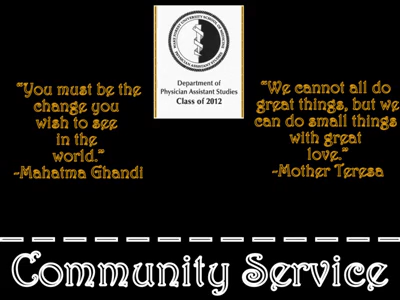 Department of
Physician Assistant Studies
Class of 2012
“You must be the
change you
wish to see
in the
world.”
-Mahatma Ghandi
“We cannot all do
great things, but we
can do small things
with great
love.”
-Mother Teresa
Community Service